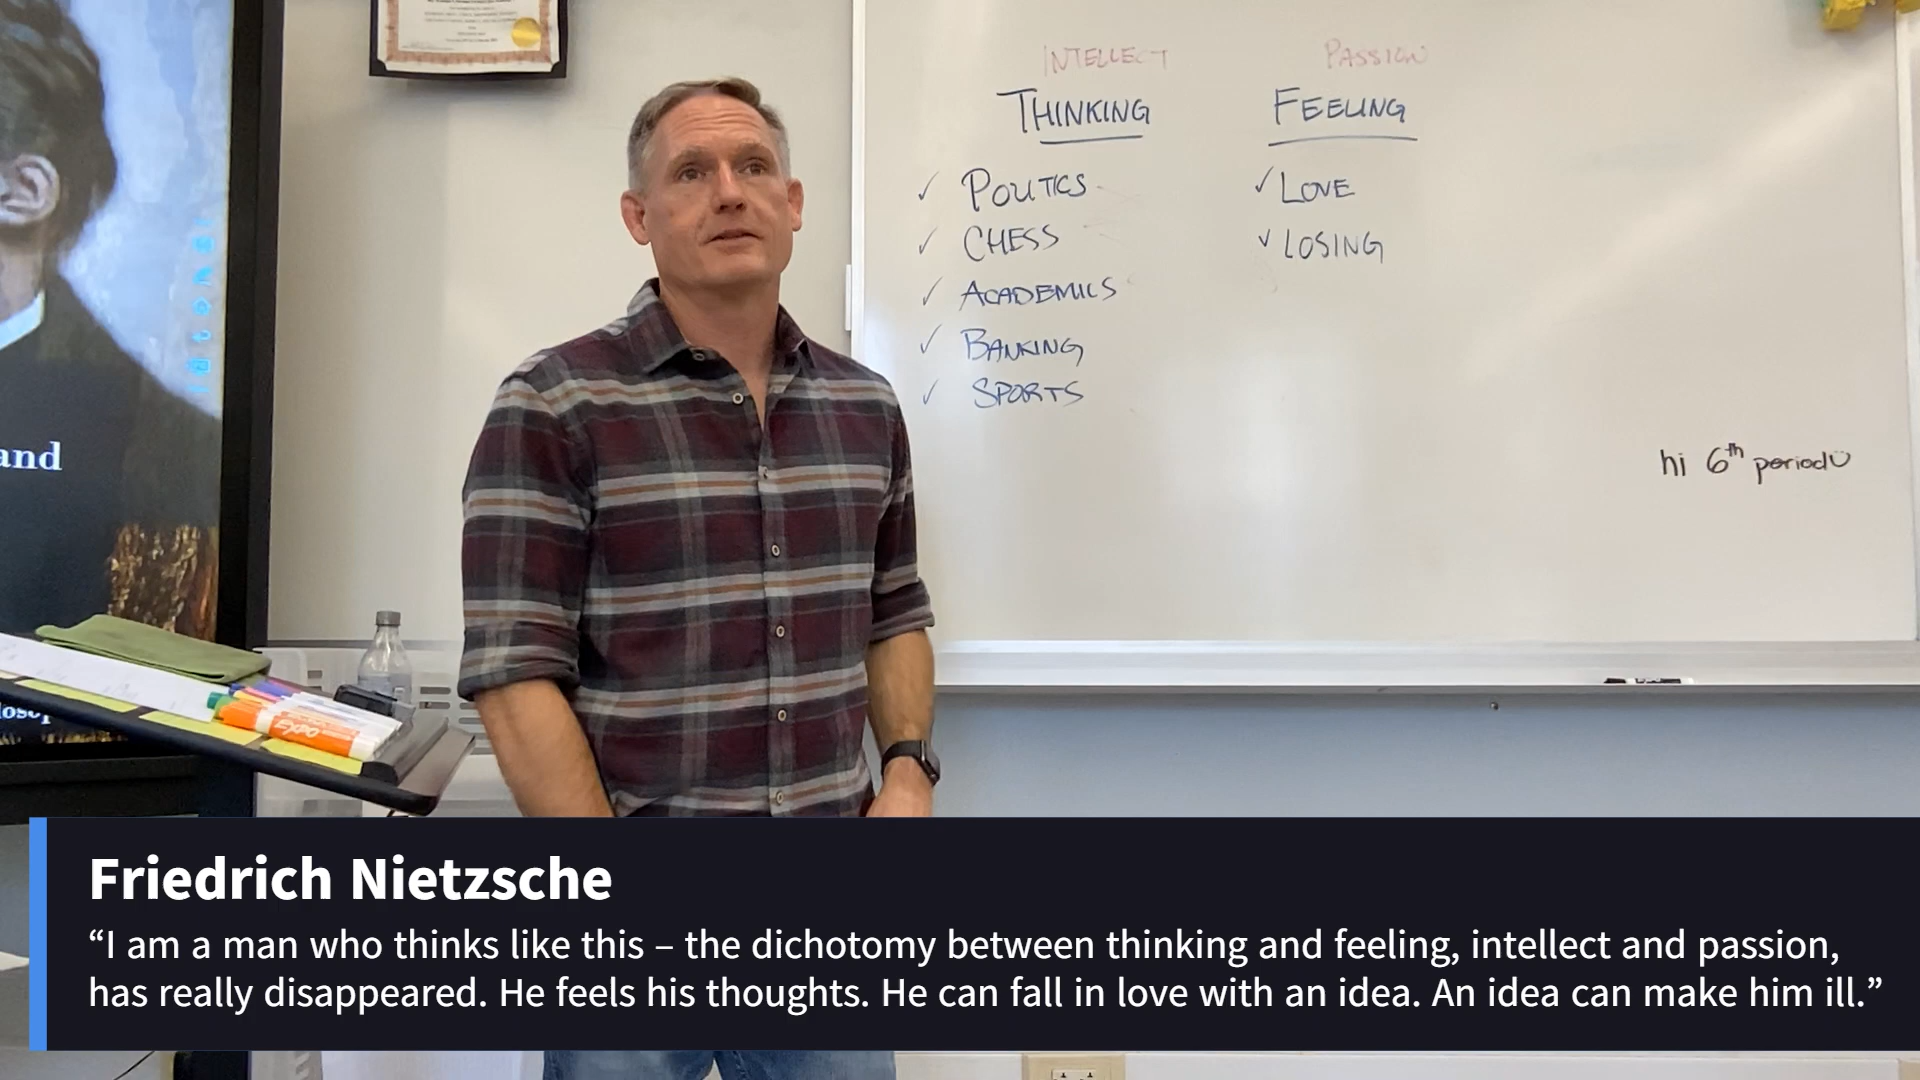 INTELLECT PASSION
THINKING FEELING
✓ POLITICS ✓ LOVE
✓ CHESS ✓ LOSING
✓ ACADEMICS
✓ BANKING
✓ SPORTS
hi 6th period
and
EXPO
Friedrich Nietzsche
“I am a man who thinks like this – the dichotomy between thinking and feeling, intellect and passion,
has really disappeared. He feels his thoughts. He can fall in love with an idea. An idea can make him ill.”